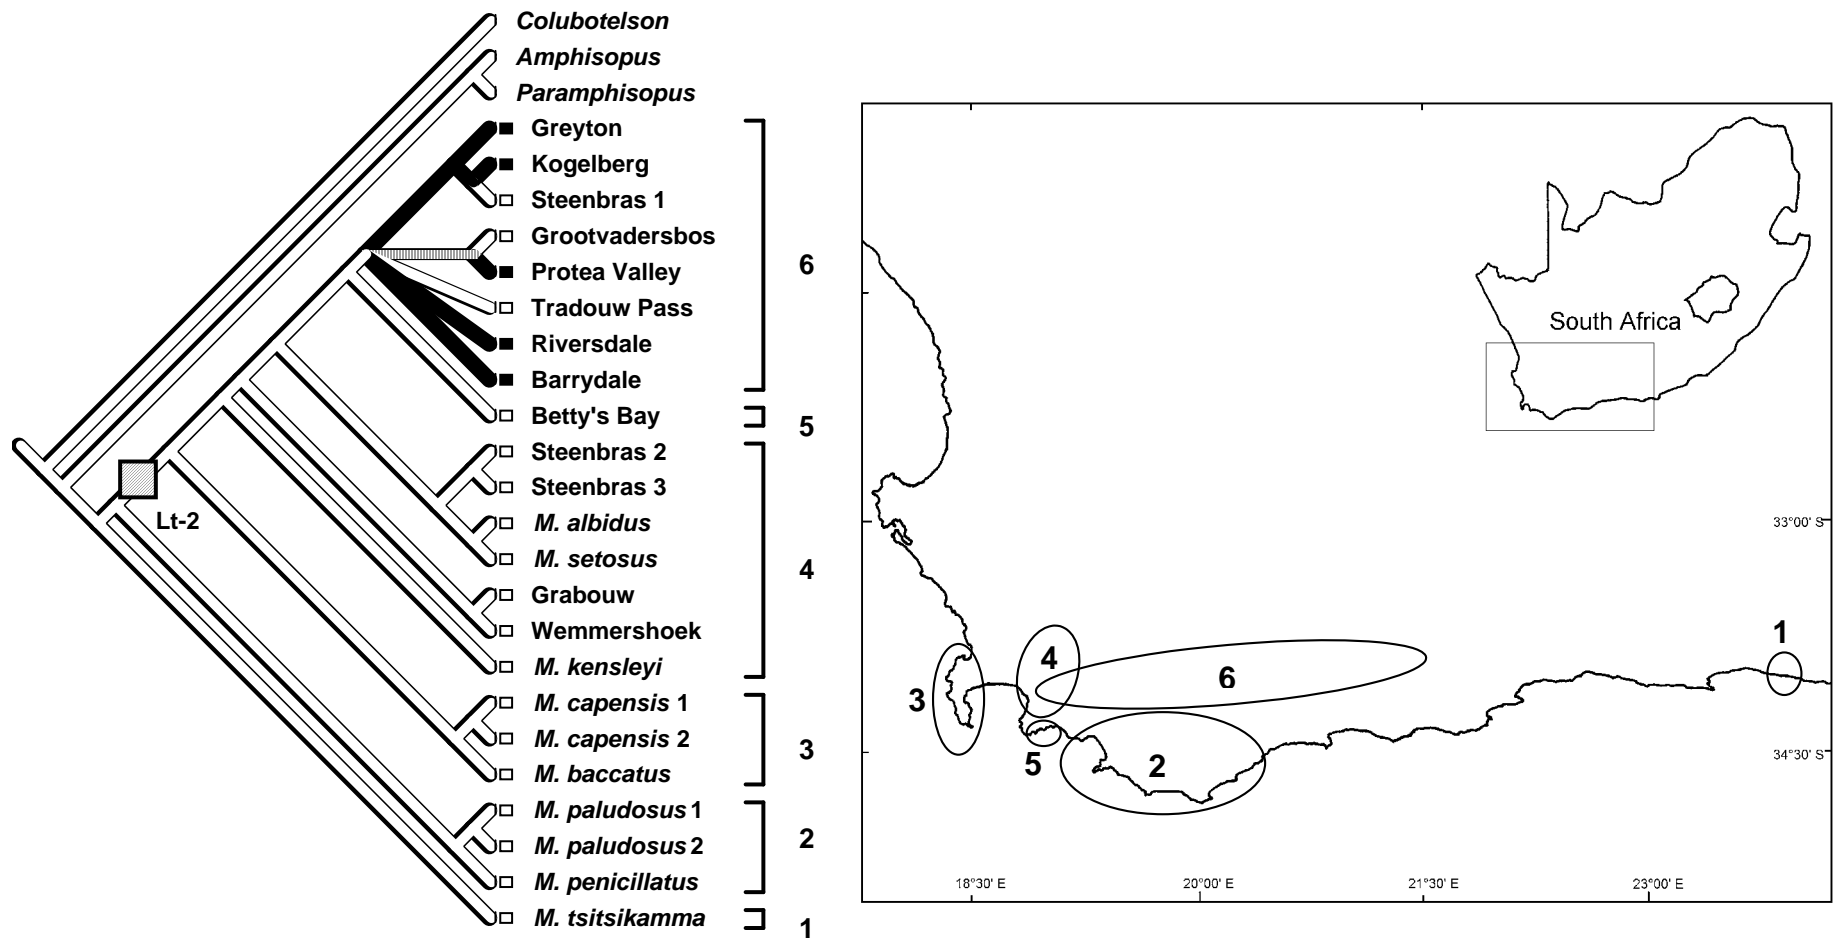 Colubotelson
Amphisopus
Paramphisopus
Greyton
Kogelberg
Steenbras 1
Grootvadersbos
Protea Valley
Tradouw Pass
Riversdale
Barrydale
Betty's Bay
Steenbras 2
Steenbras 3
M. albidus
M. setosus
Grabouw
Wemmershoek
M. kensleyi
M. capensis 1
M. capensis 2
M. baccatus
M. paludosus 1
M. paludosus 2
M. penicillatus
M. tsitsikamma
6
5
4
3
2
1
Lt-2
South Africa
33°00' S
34°30' S
1
4
6
3
5
2
18°30' E
20°00' E
21°30' E
23°00' E